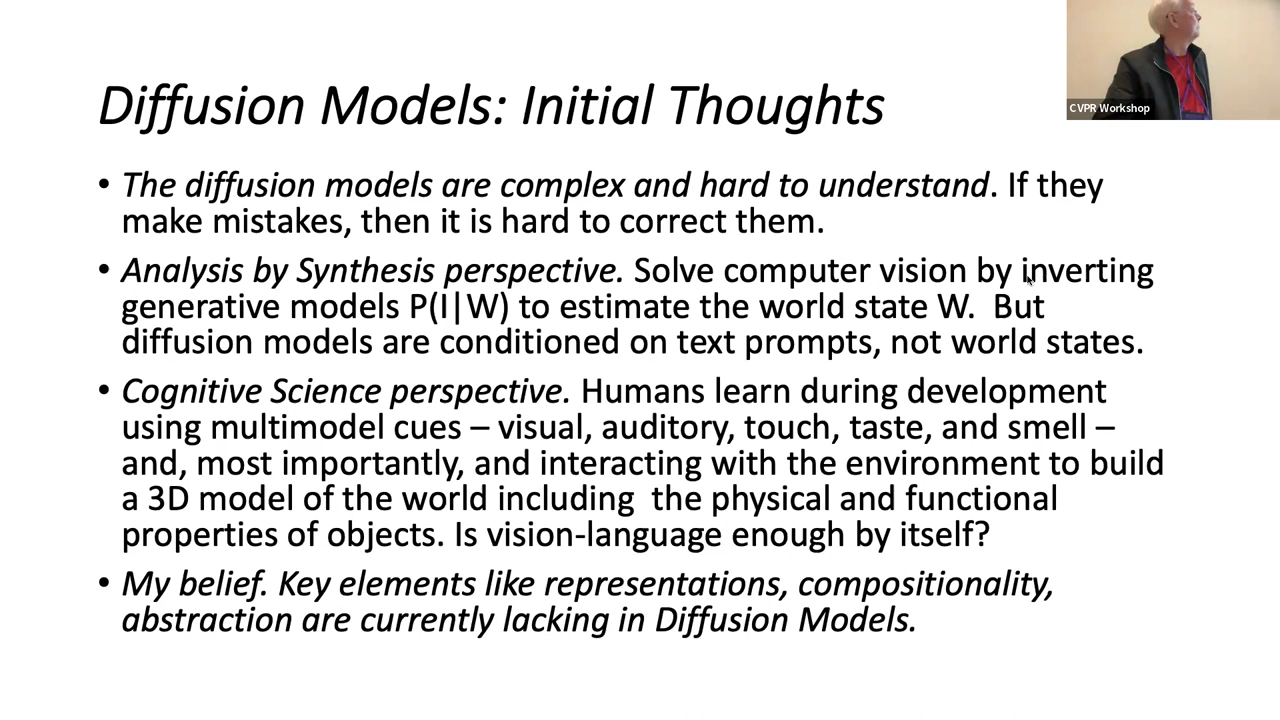 CVPR Workshop
Diffusion Models: Initial Thoughts
• The diffusion models are complex and hard to understand. If they
make mistakes, then it is hard to correct them.
• Analysis by Synthesis perspective. Solve computer vision by inverting
generative models P(I|W) to estimate the world state W.  But
diffusion models are conditioned on text prompts, not world states.
• Cognitive Science perspective. Humans learn during development
using multimodel cues – visual, auditory, touch, taste, and smell –
and, most importantly, and interacting with the environment to build
a 3D model of the world including  the physical and functional
properties of objects. Is vision-language enough by itself?
• My belief. Key elements like representations, compositionality,
abstraction are currently lacking in Diffusion Models.